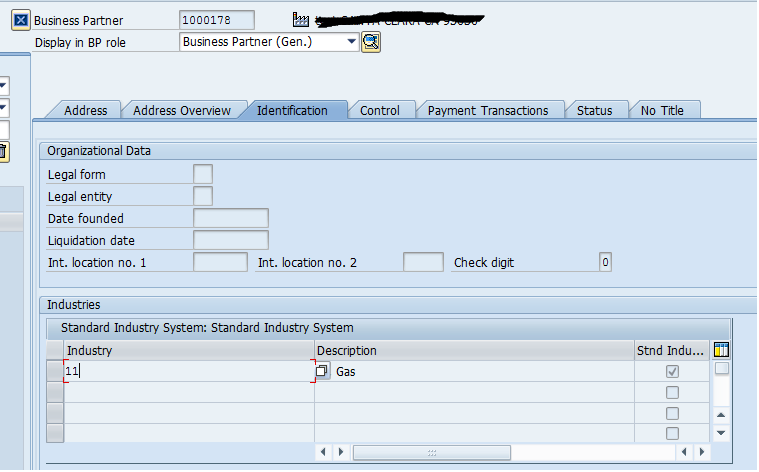 Business Partner 1000178
Display in BP role Business Partner (Gen.)
Address Address Overview Identification Control Payment Transactions Status No Title
Organizational Data
Legal form
Legal entity
Date founded
Liquidation date
Int. location no. 1 Int. location no. 2 Check digit 0
Industries
Standard Industry System: Standard Industry System
Industry Description Stnd Indu...
11 Gas